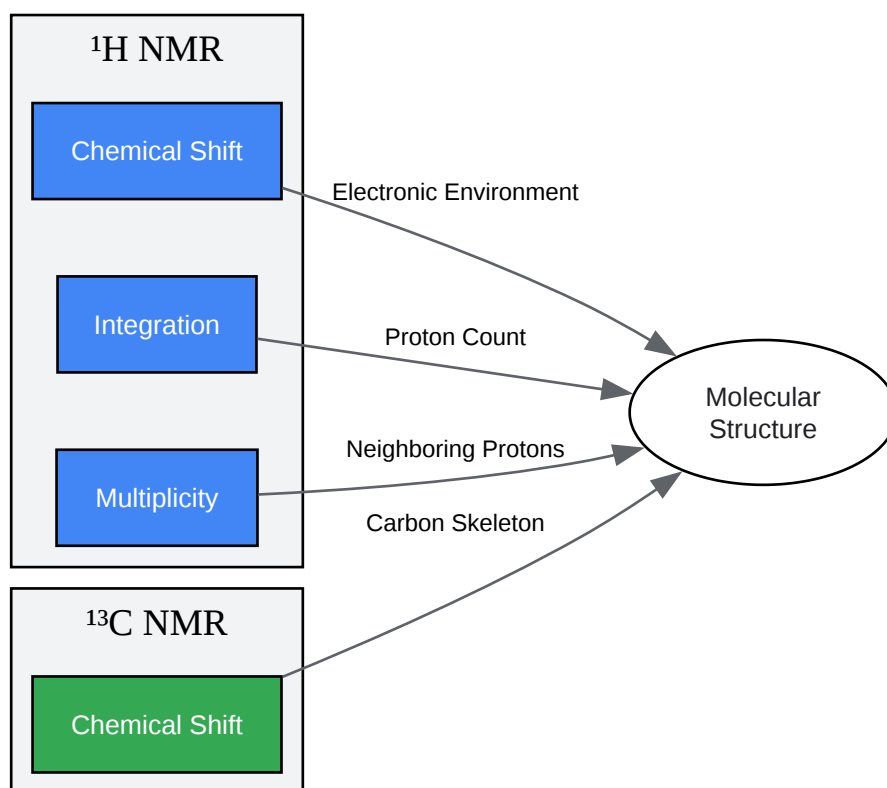 ¹H NMR
Chemical Shift
Electronic Environment
Integration
Proton Count
Molecular
Structure
Neighboring Protons
Multiplicity
Carbon Skeleton
¹³C NMR
Chemical Shift